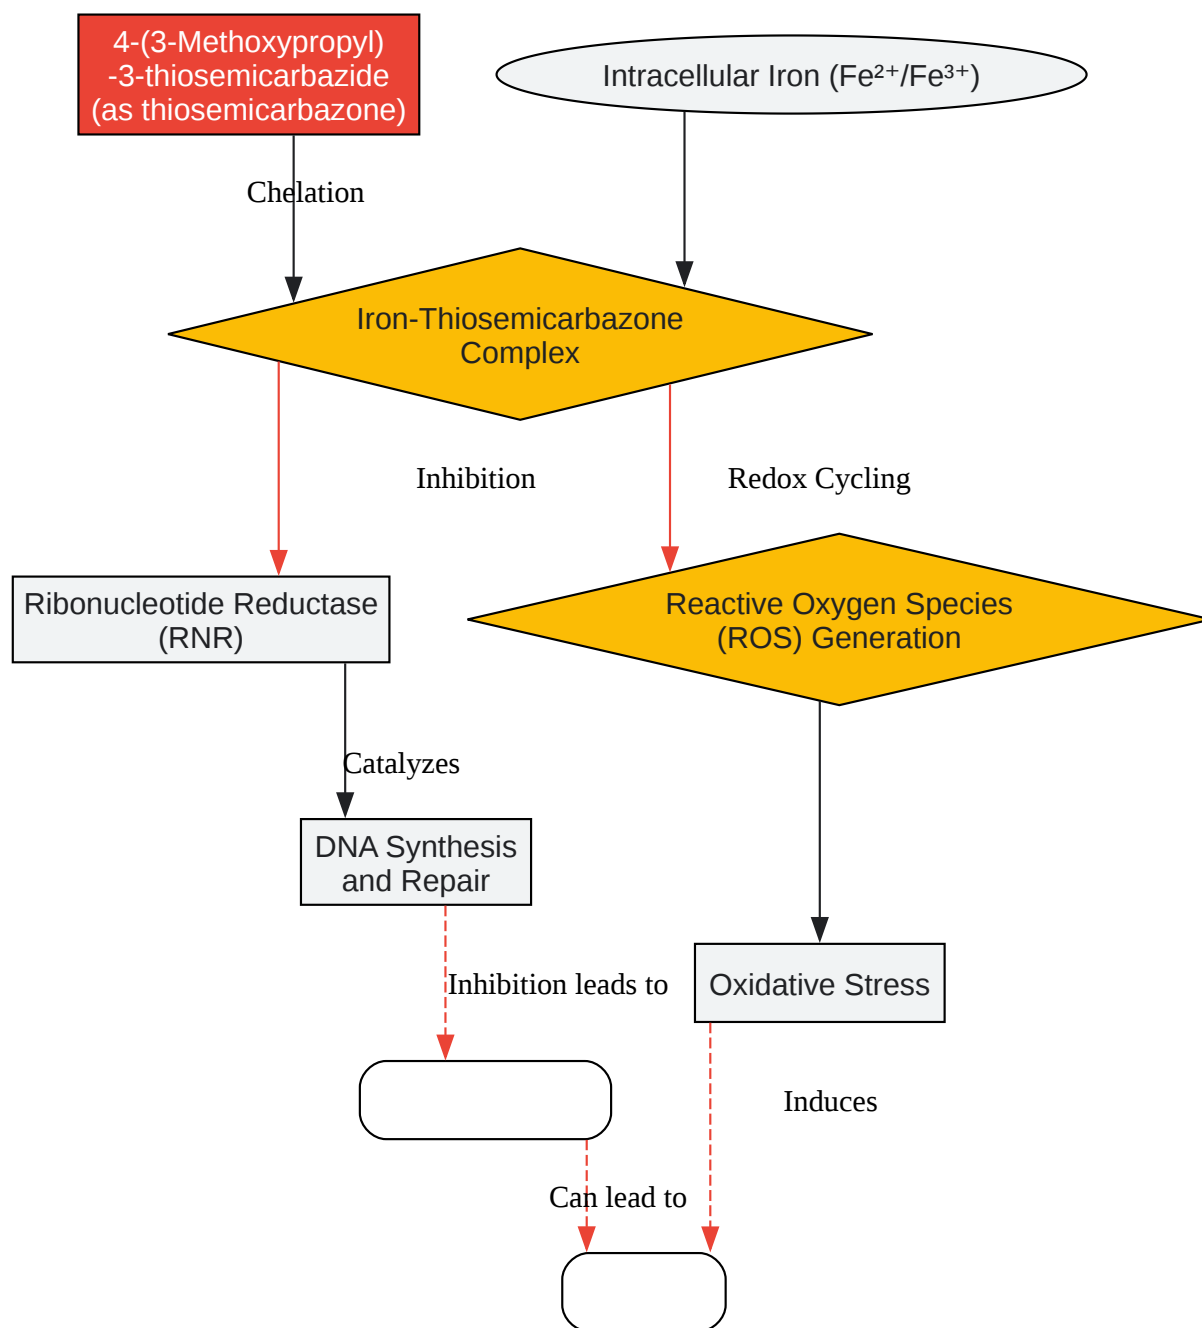 4-(3-Methoxypropyl)
-3-thiosemicarbazide
(as thiosemicarbazone)
Intracellular Iron (Fe²⁺/Fe³⁺)
Chelation
Iron-Thiosemicarbazone
Complex
Inhibition
Redox Cycling
Ribonucleotide Reductase
(RNR)
Reactive Oxygen Species
(ROS) Generation
Catalyzes
DNA Synthesis
and Repair
Inhibition leads to
Oxidative Stress
Induces
Can lead to